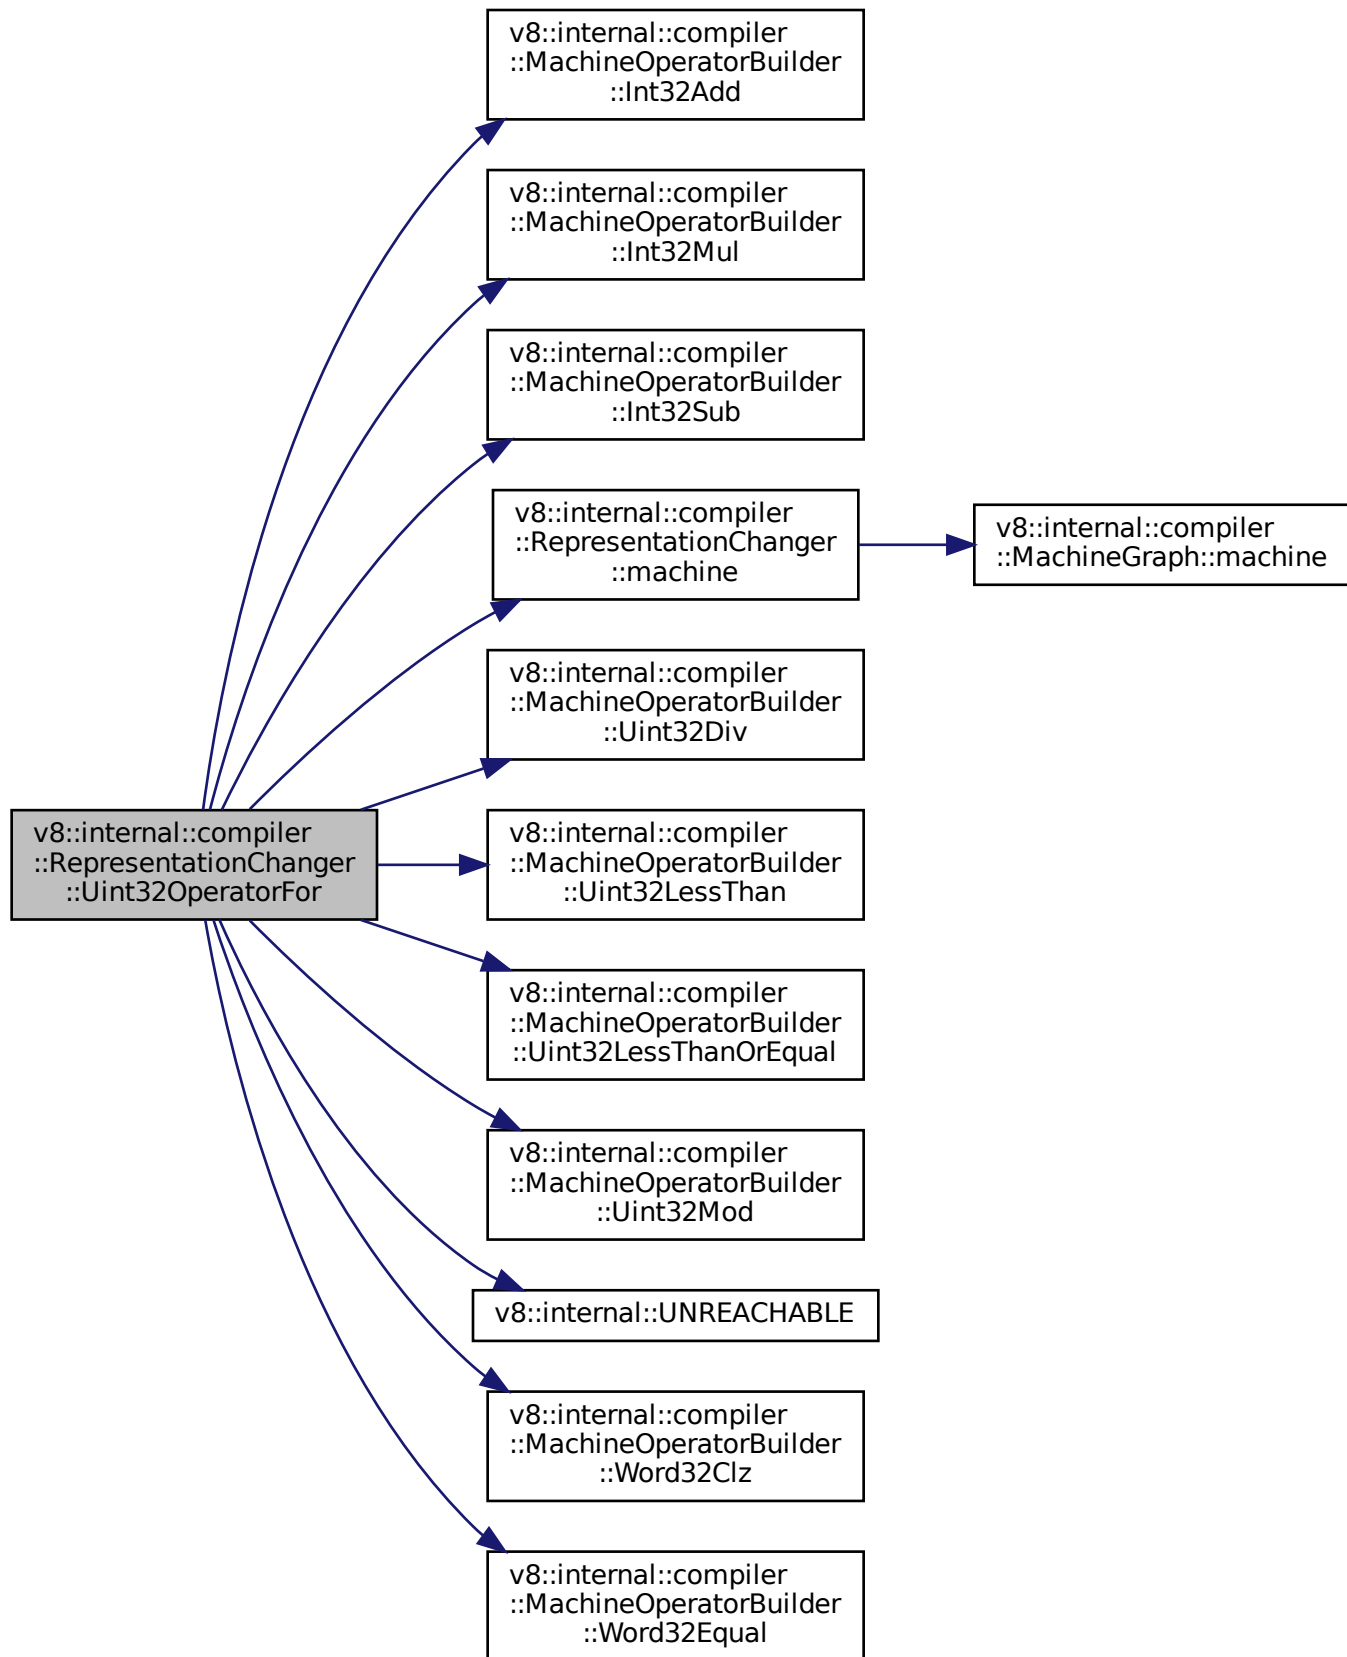 v8::internal::compiler
::MachineOperatorBuilder
::Int32Add
v8::internal::compiler
::MachineOperatorBuilder
::Int32Mul
v8::internal::compiler
::MachineOperatorBuilder
::Int32Sub
v8::internal::compiler
::RepresentationChanger
::machine
v8::internal::compiler
::MachineGraph::machine
v8::internal::compiler
::MachineOperatorBuilder
::Uint32Div
v8::internal::compiler
::RepresentationChanger
::Uint32OperatorFor
v8::internal::compiler
::MachineOperatorBuilder
::Uint32LessThan
v8::internal::compiler
::MachineOperatorBuilder
::Uint32LessThanOrEqual
v8::internal::compiler
::MachineOperatorBuilder
::Uint32Mod
v8::internal::UNREACHABLE
v8::internal::compiler
::MachineOperatorBuilder
::Word32Clz
v8::internal::compiler
::MachineOperatorBuilder
::Word32Equal